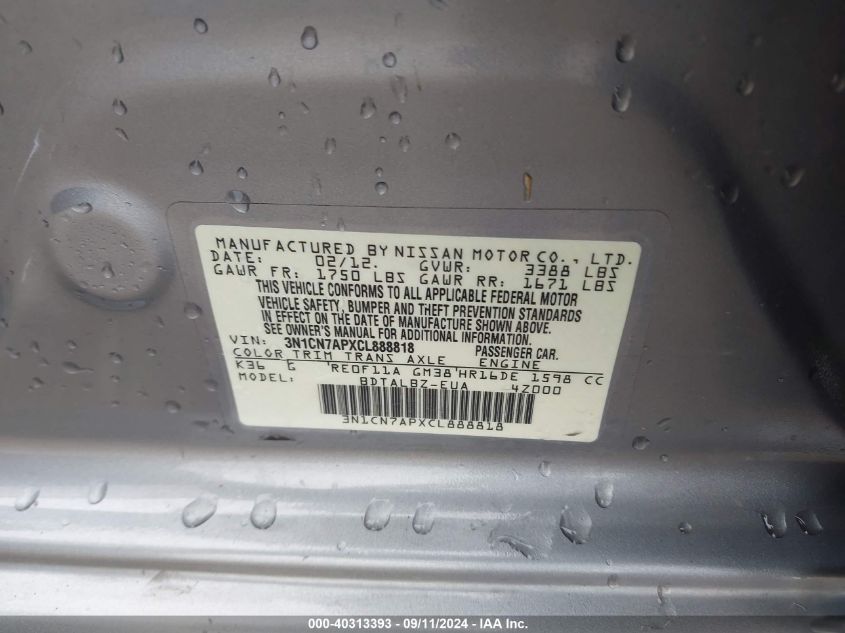 MANUFACTURED BY NISSAN MOTOR CO., LTD.
DATE: 02/12. GVWR: 3388 LBS
GAWR FR: 1750 LBS GAWR RR: 1671 LBS
THIS VEHICLE CONFORMS TO ALL APPLICABLE FEDERAL MOTOR
VEHICLE SAFETY, BUMPER AND THEFT PREVENTION STANDARDS
IN EFFECT ON THE DATE OF MANUFACTURE SHOWN ABOVE.
SEE OWNER'S MANUAL FOR ADDITIONAL INFORMATION.
VIN: 3N1CN7APXCL888818 PASSENGER CAR.
COLOR TRIM TRANS AXLE ENGINE
K36 G RE0F11A GM38 HR16DE 1598 CC
MODEL: BDTALBZ-EUA 4Z000
3N1CN7APXCL888818
000-40313393 - 09/11/2024 - © IAA, Inc.